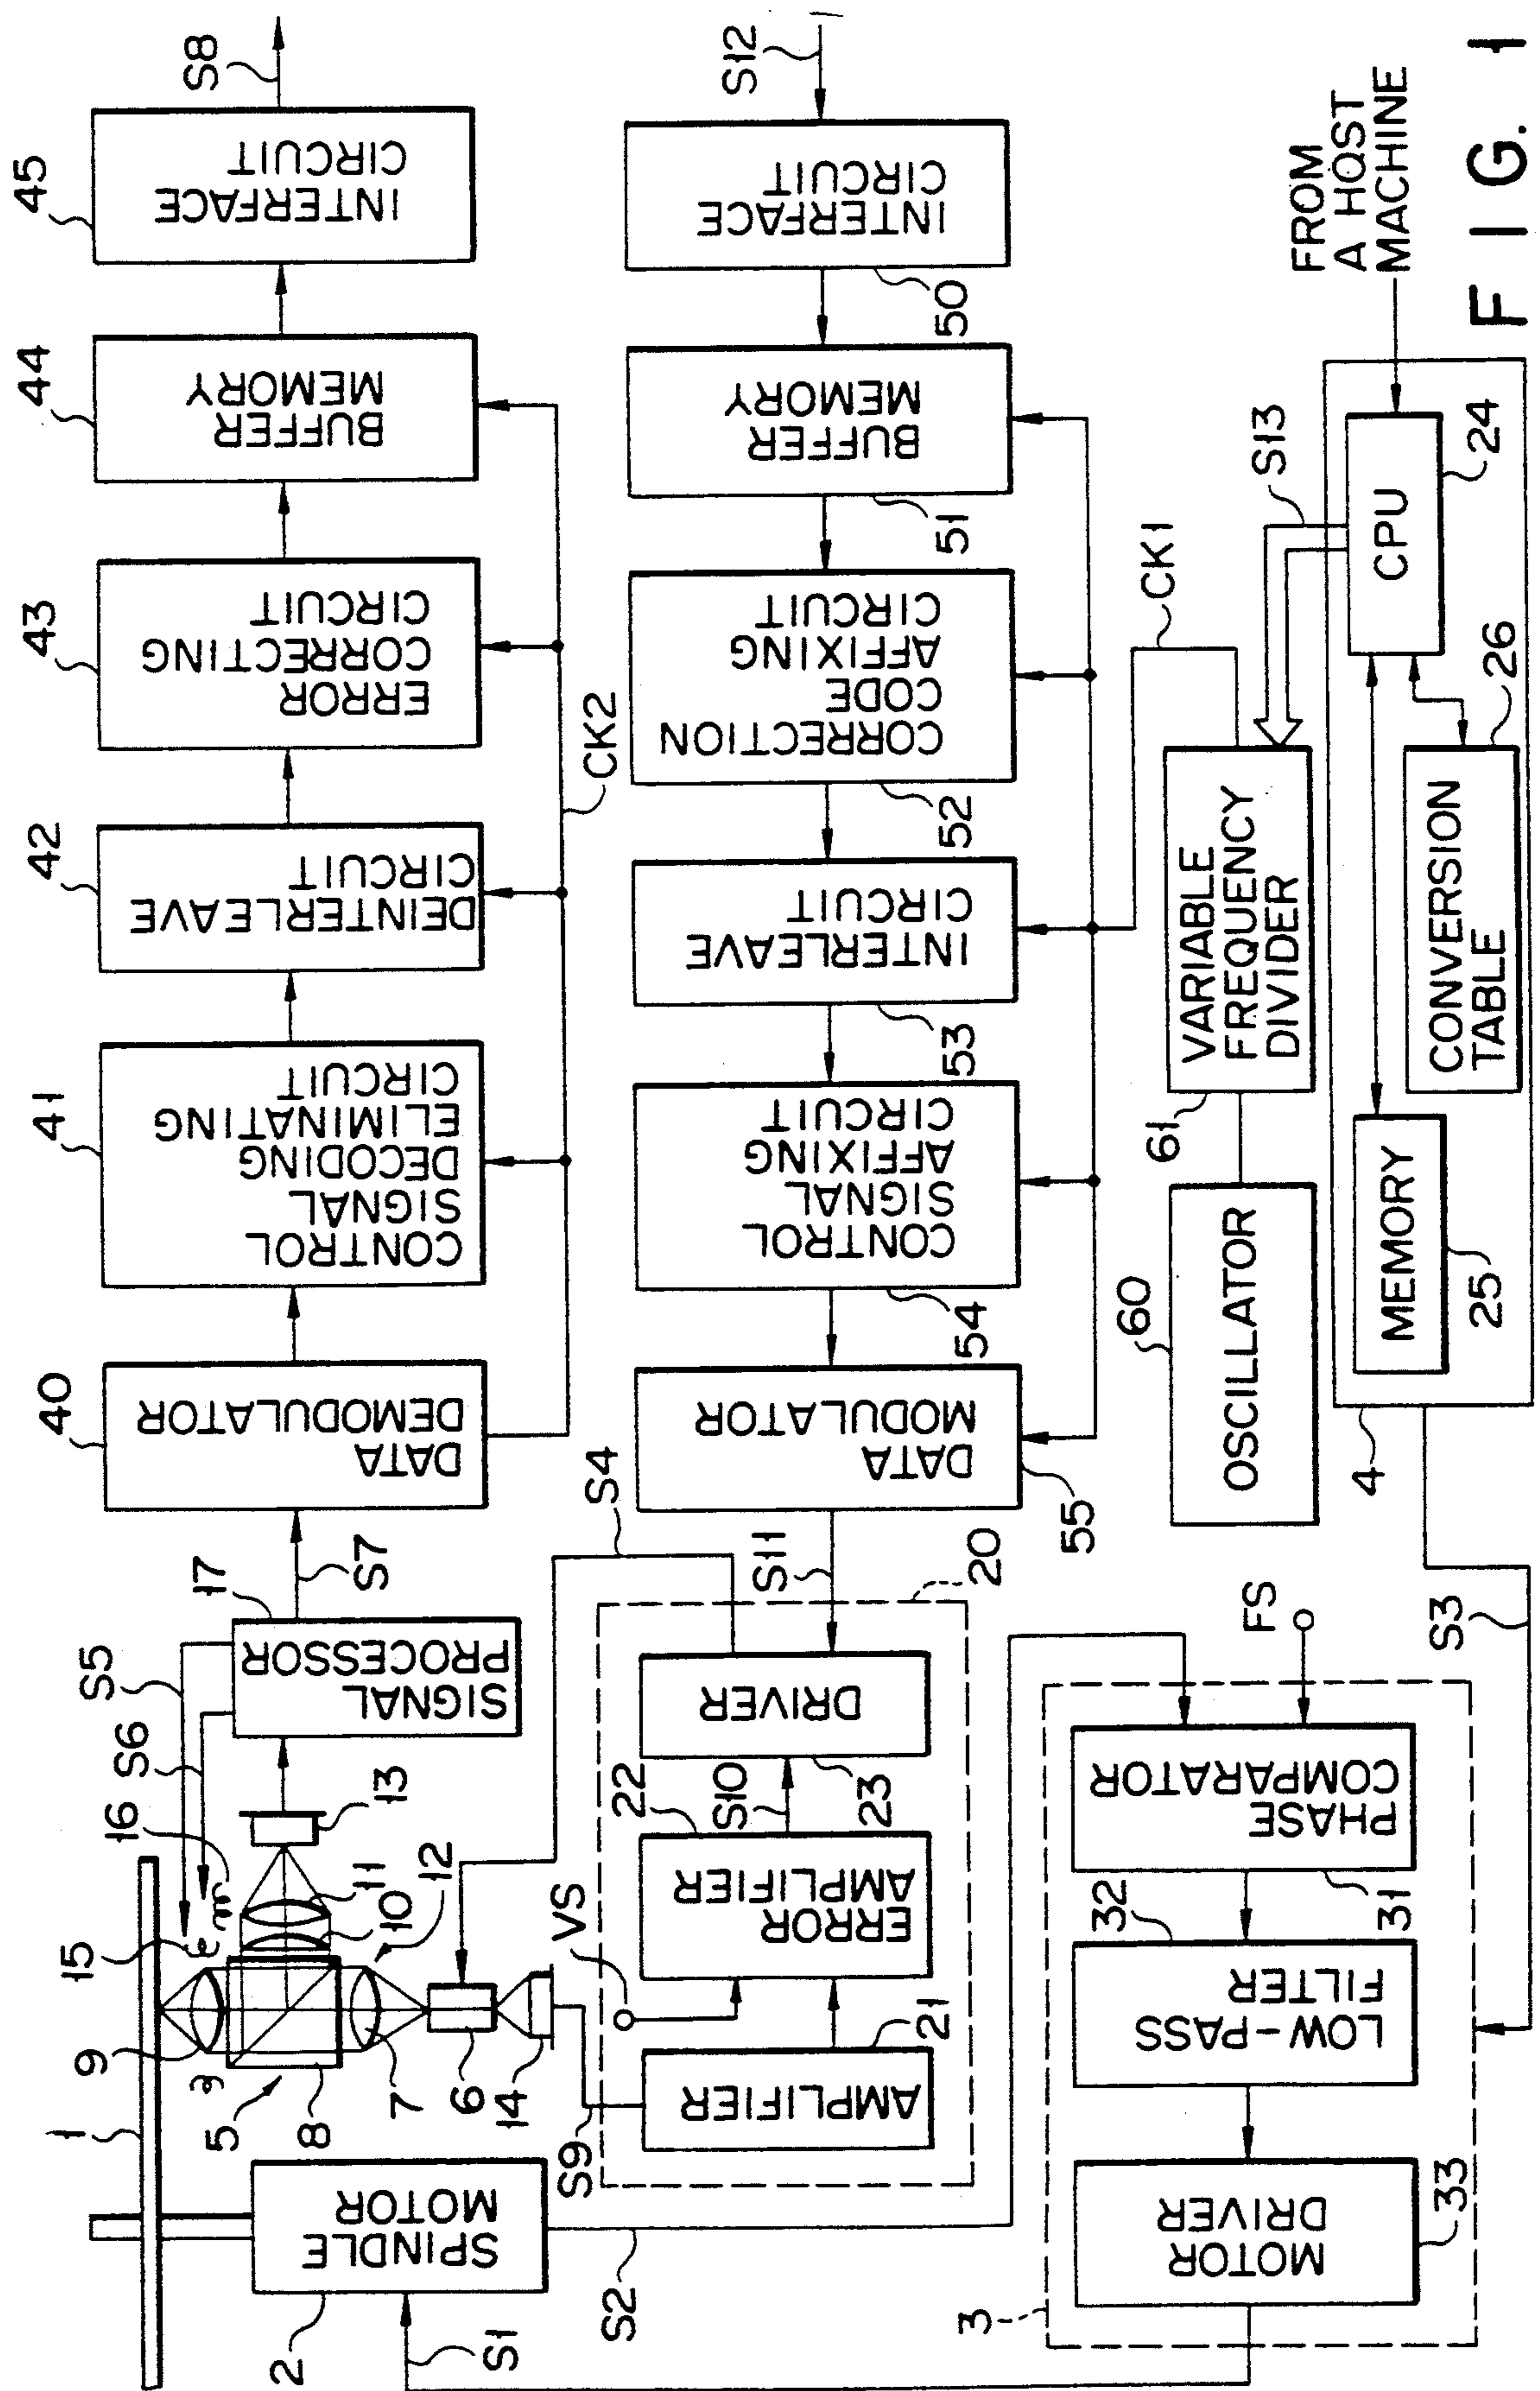 1
2
SPINDLE
MOTOR
S1
S2
5
8
9
15
16
S6
S5
7
6
14
10
11
12
13
17
SIGNAL
PROCESSOR
S7
40
DATA
DEMODULATOR
41
CONTROL
SIGNAL
DECODING
ELIMINATING
CIRCUIT
42
DEINTERLEAVE
CIRCUIT
43
ERROR
CORRECTING
CIRCUIT
44
BUFFER
MEMORY
45
INTERFACE
CIRCUIT
S8
CK2
S9
AMPLIFIER
21
VS
ERROR
AMPLIFIER
22
S10
DRIVER
23
20
S4
S11
DATA
MODULATOR
55
CONTROL
SIGNAL
AFFIXING
CIRCUIT
54
INTERLEAVE
CIRCUIT
53
CORRECTION
CODE
AFFIXING
CIRCUIT
52
BUFFER
MEMORY
51
INTERFACE
CIRCUIT
50
S12
CK1
3
MOTOR
DRIVER
33
LOW-PASS
FILTER
32
PHASE
COMPARATOR
31
FS
S3
60
OSCILLATOR
61
VARIABLE
FREQUENCY
DIVIDER
S13
4
MEMORY
25
CONVERSION
TABLE
26
CPU
24
FROM
A HOST
MACHINE
FIG. 1